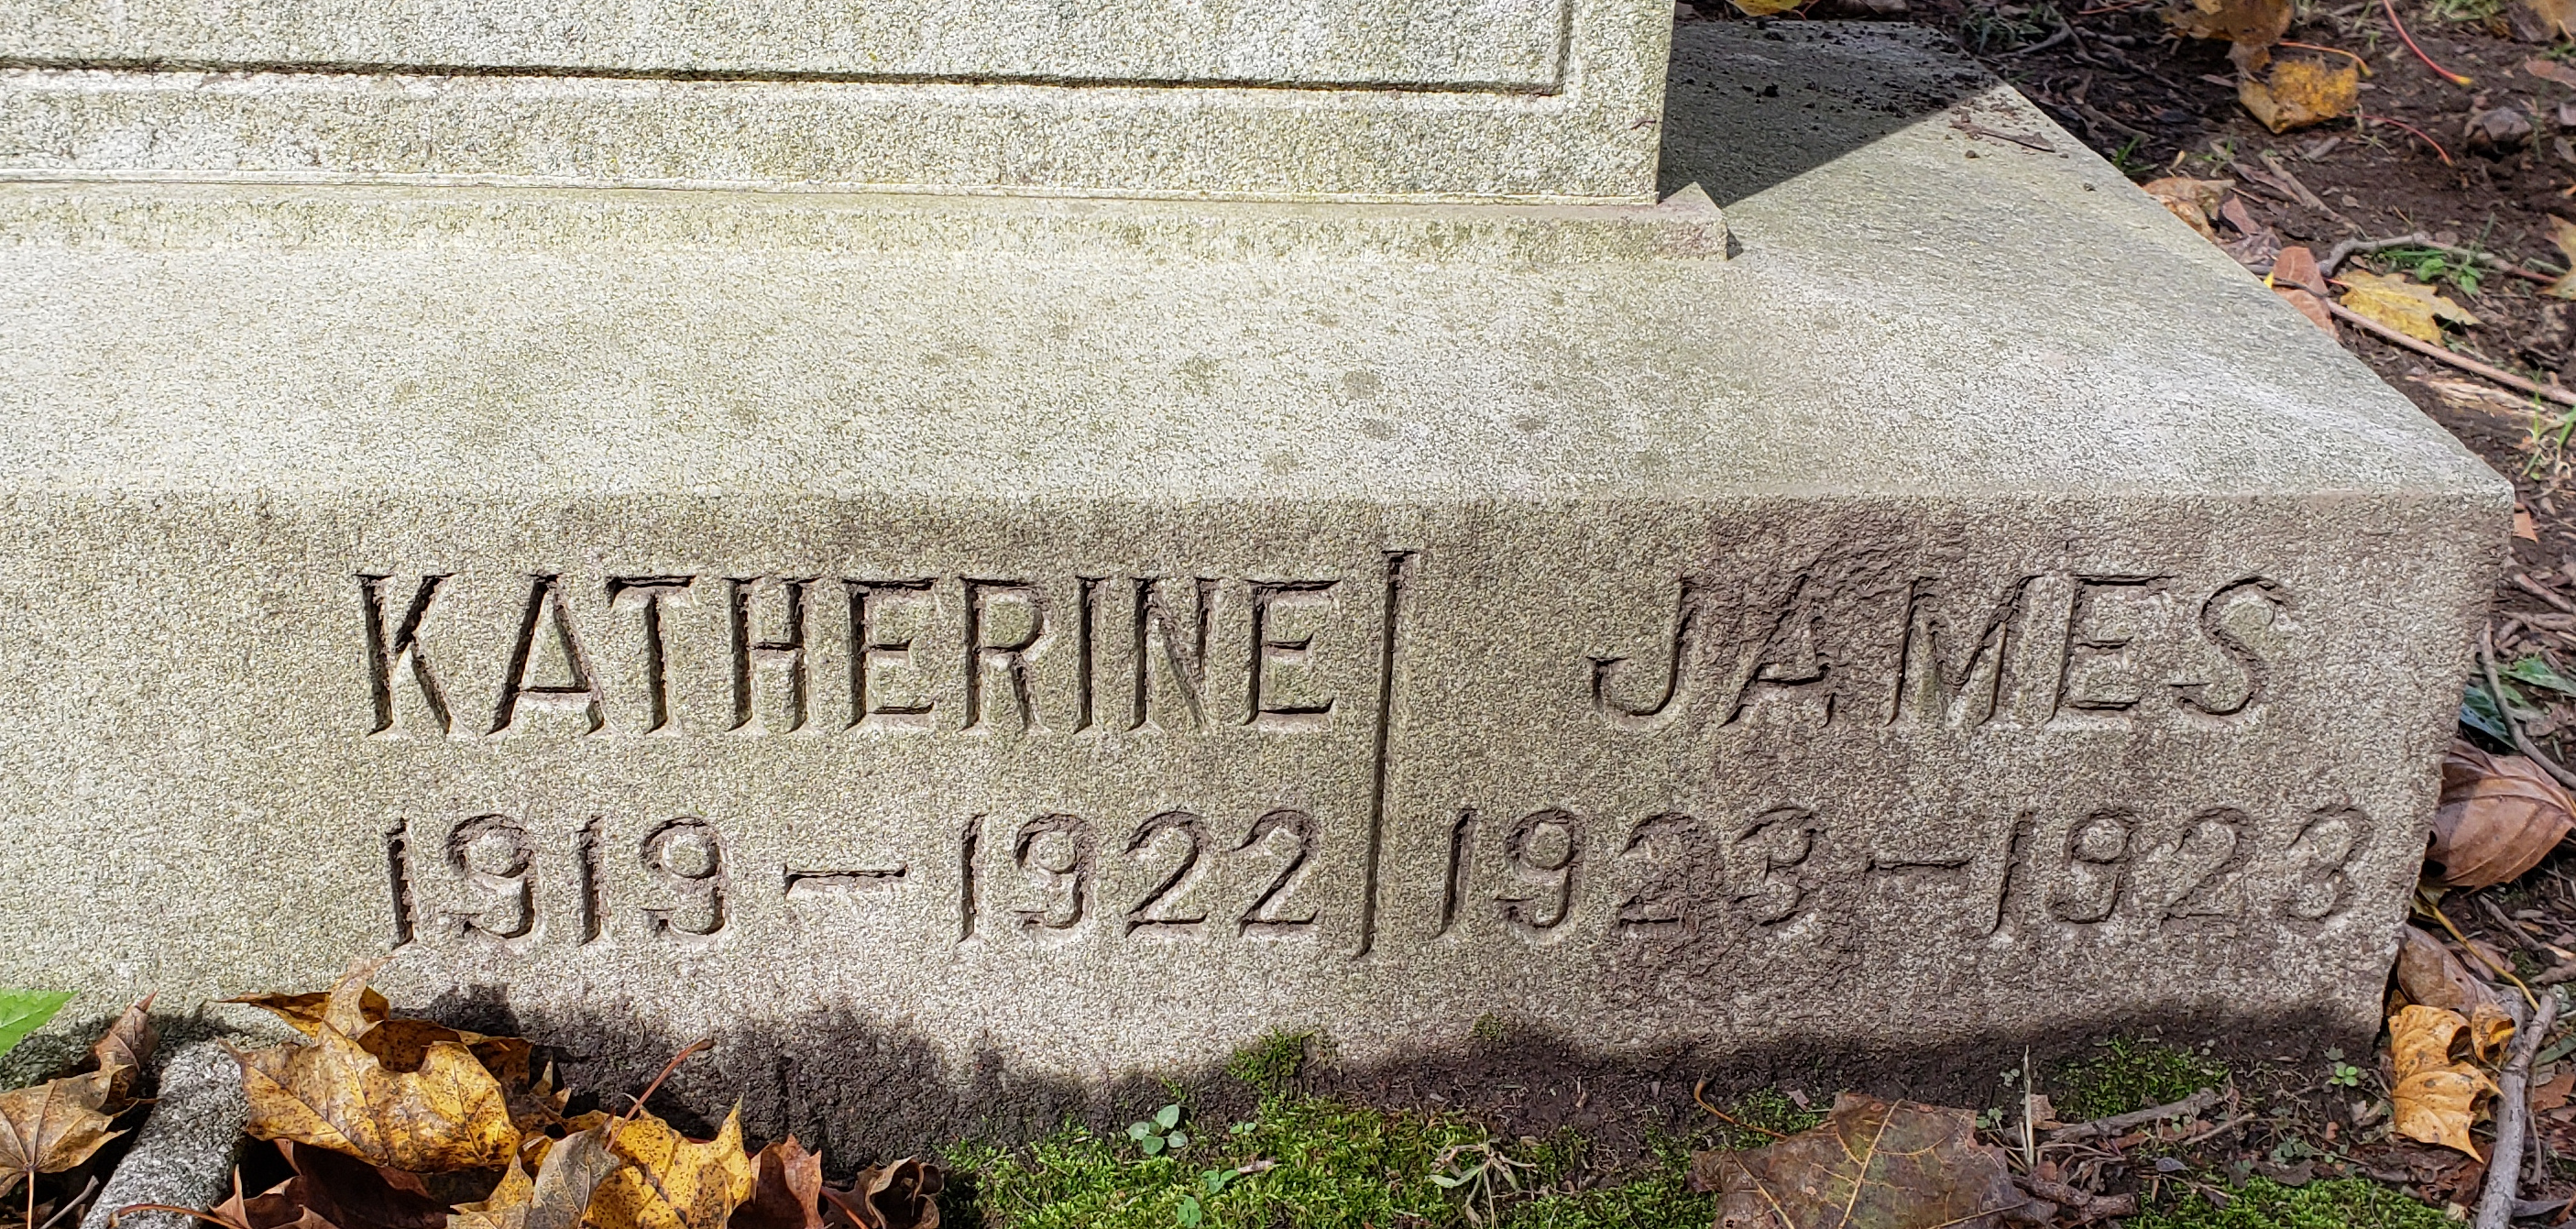 KATHERINE | JAMES
1919 — 1922 | 1923 — 1923